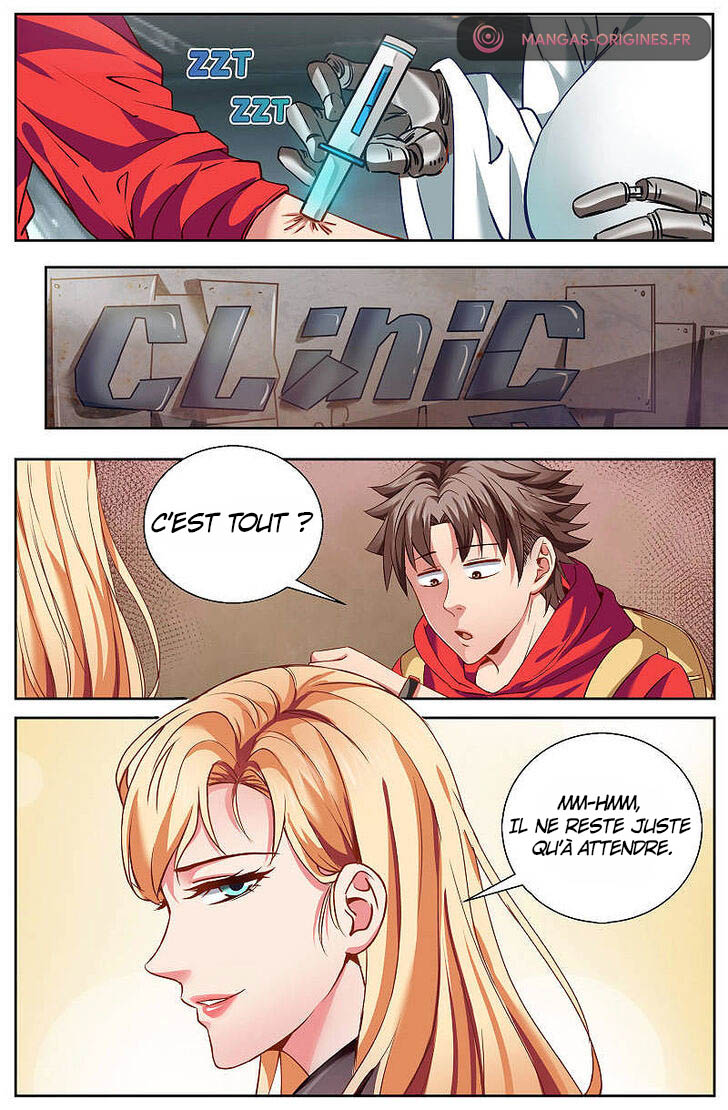 MANGAS-ORIGINES.FR
ZZT
ZZT
CLiniC
C'EST TOUT ?
MM-HMM,
IL NE RESTE JUSTE
QU'À ATTENDRE.